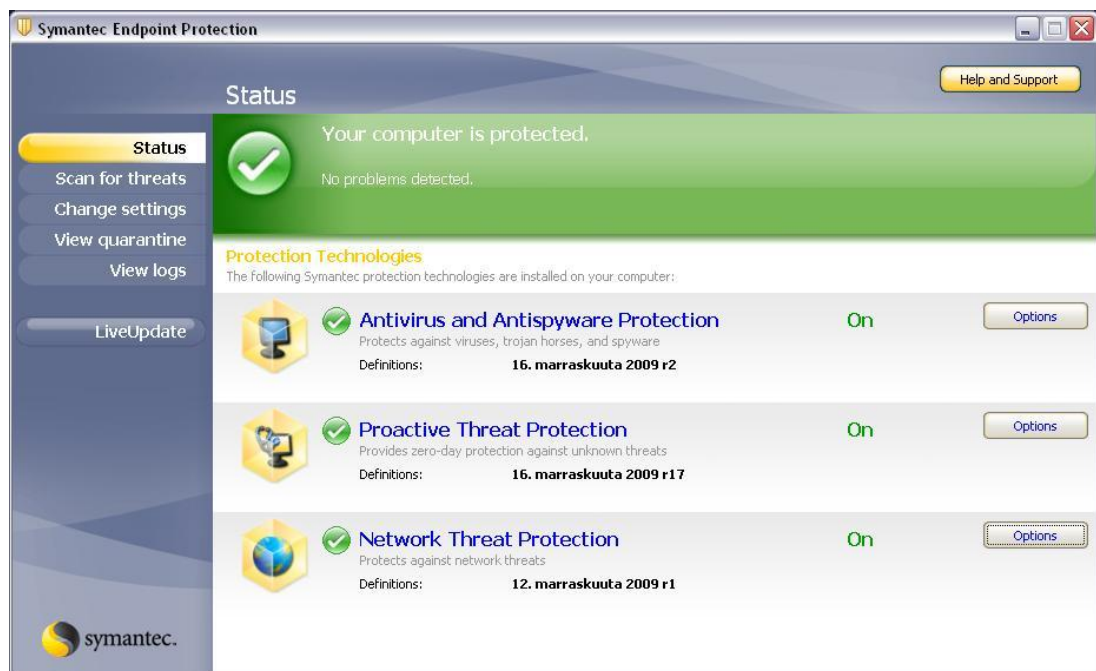 Symantec Endpoint Protection
Status
Help and Support
Status
Scan for threats
Change settings
View quarantine
View logs
LiveUpdate
Your computer is protected.
No problems detected.
Protection Technologies
The following Symantec protection technologies are installed on your computer:
Antivirus and Antispyware Protection
On
Options
Protects against viruses, trojan horses, and spyware
Definitions: 16. marraskuuta 2009 r2
Proactive Threat Protection
On
Options
Provides zero-day protection against unknown threats
Definitions: 16. marraskuuta 2009 r17
Network Threat Protection
On
Options
Protects against network threats
Definitions: 12. marraskuuta 2009 r1
symantec.